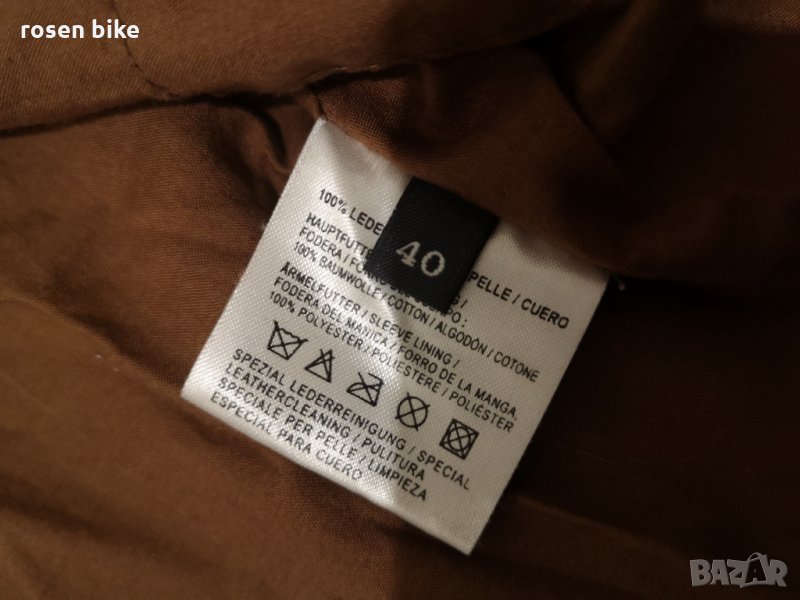 rosen bike
40
100%
PELLE / CUERO
FODERA /
100% BAUMWOLLE / COTTON / ALGODÓN / COTONE
ÄRMELFUTTER / SLEEVE LINING /
FODERA DEL MANICA / FORRO DE LA MANGA
100% POLYESTER / POLIESTERE / POLIÉSTER
SPEZIAL LEDERREINIGUNG / SPECIAL
LEATHERCLEANING / PULITURA
SPECIALE PER PELLE / LIMPIEZA
ESPECIAL PARA CUERO
BAZAR